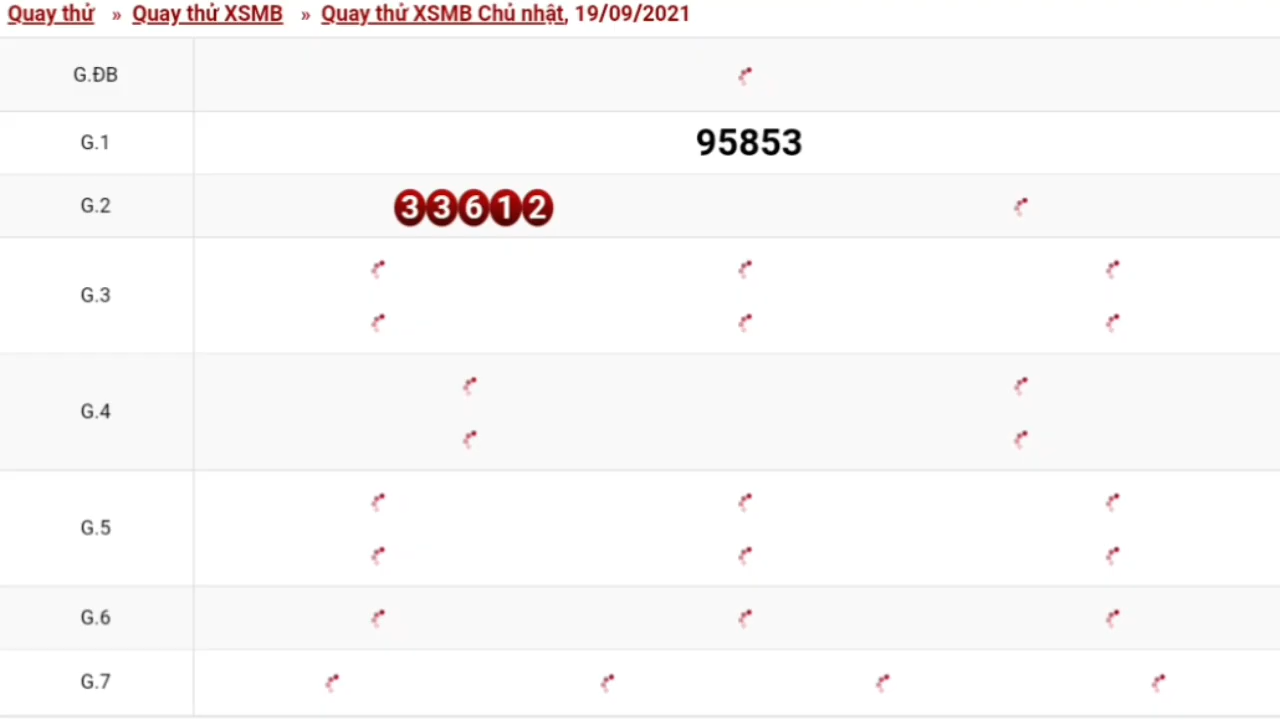 Quay thử » Quay thử XSMB » Quay thử XSMB Chủ nhật, 19/09/2021
G.ĐB
G.1 95853
G.2 33612
G.3
G.4
G.5
G.6
G.7